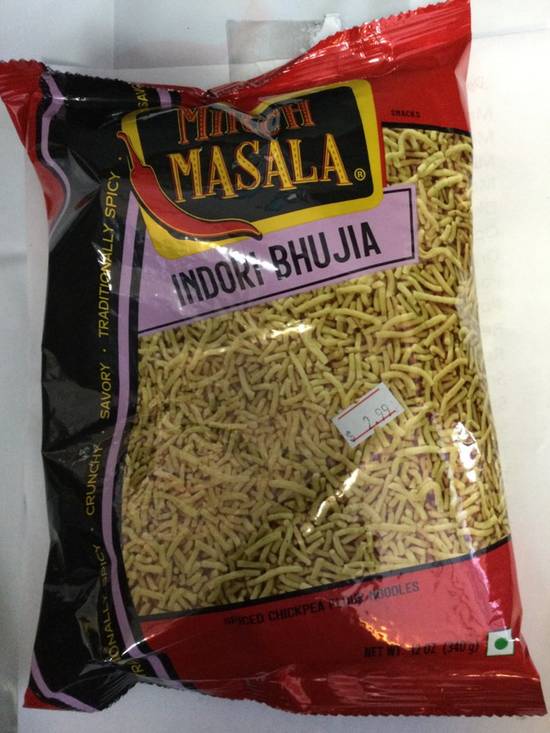 SNACKS
MIRCH
MASALA®
INDORI BHUJIA
TRADITIONALLY SPICY •
CRUNCHY • SAVORY •
$ 2.99
SPICED CHICKPEA FLOUR NOODLES
NET WT. 12 OZ (340 g)